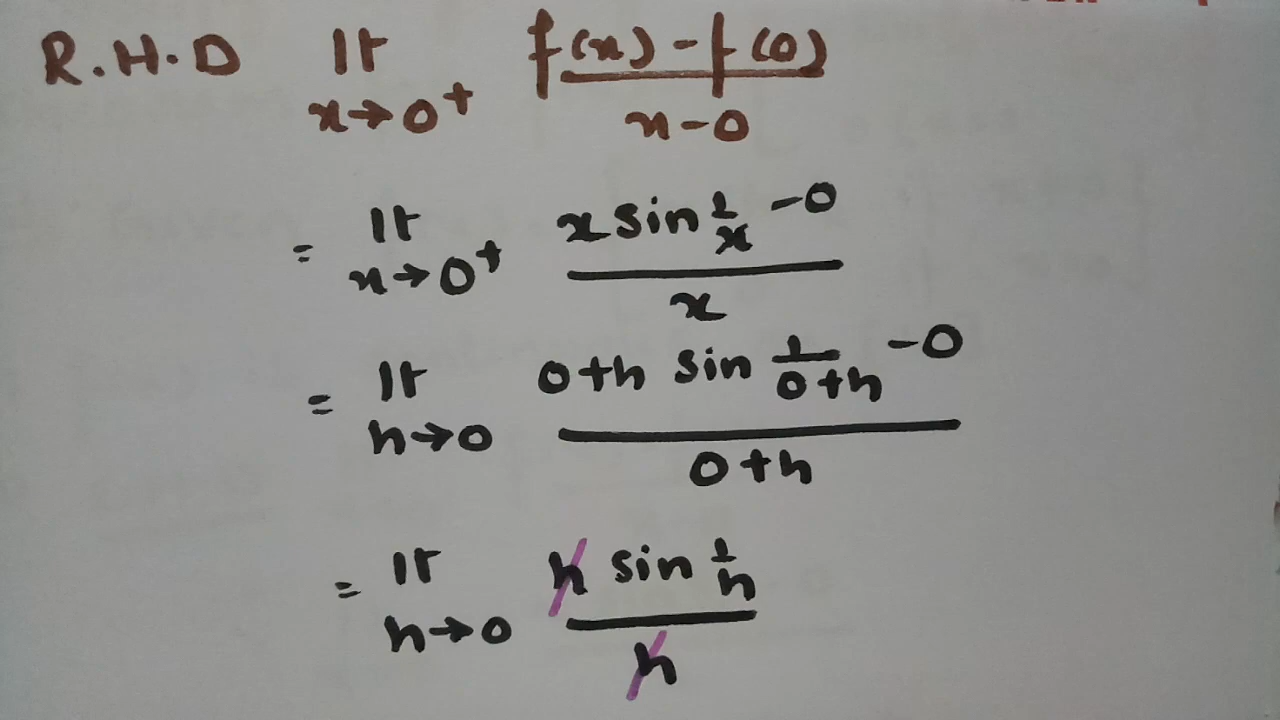 R.H.D lt x→0⁺ f(x) - f(0) / x-0
= lt x→0⁺ x sin 1/x -0 / x
= lt h→0 0+h sin 1/0+h -0 / 0+h
= lt h→0 h sin 1/h / h